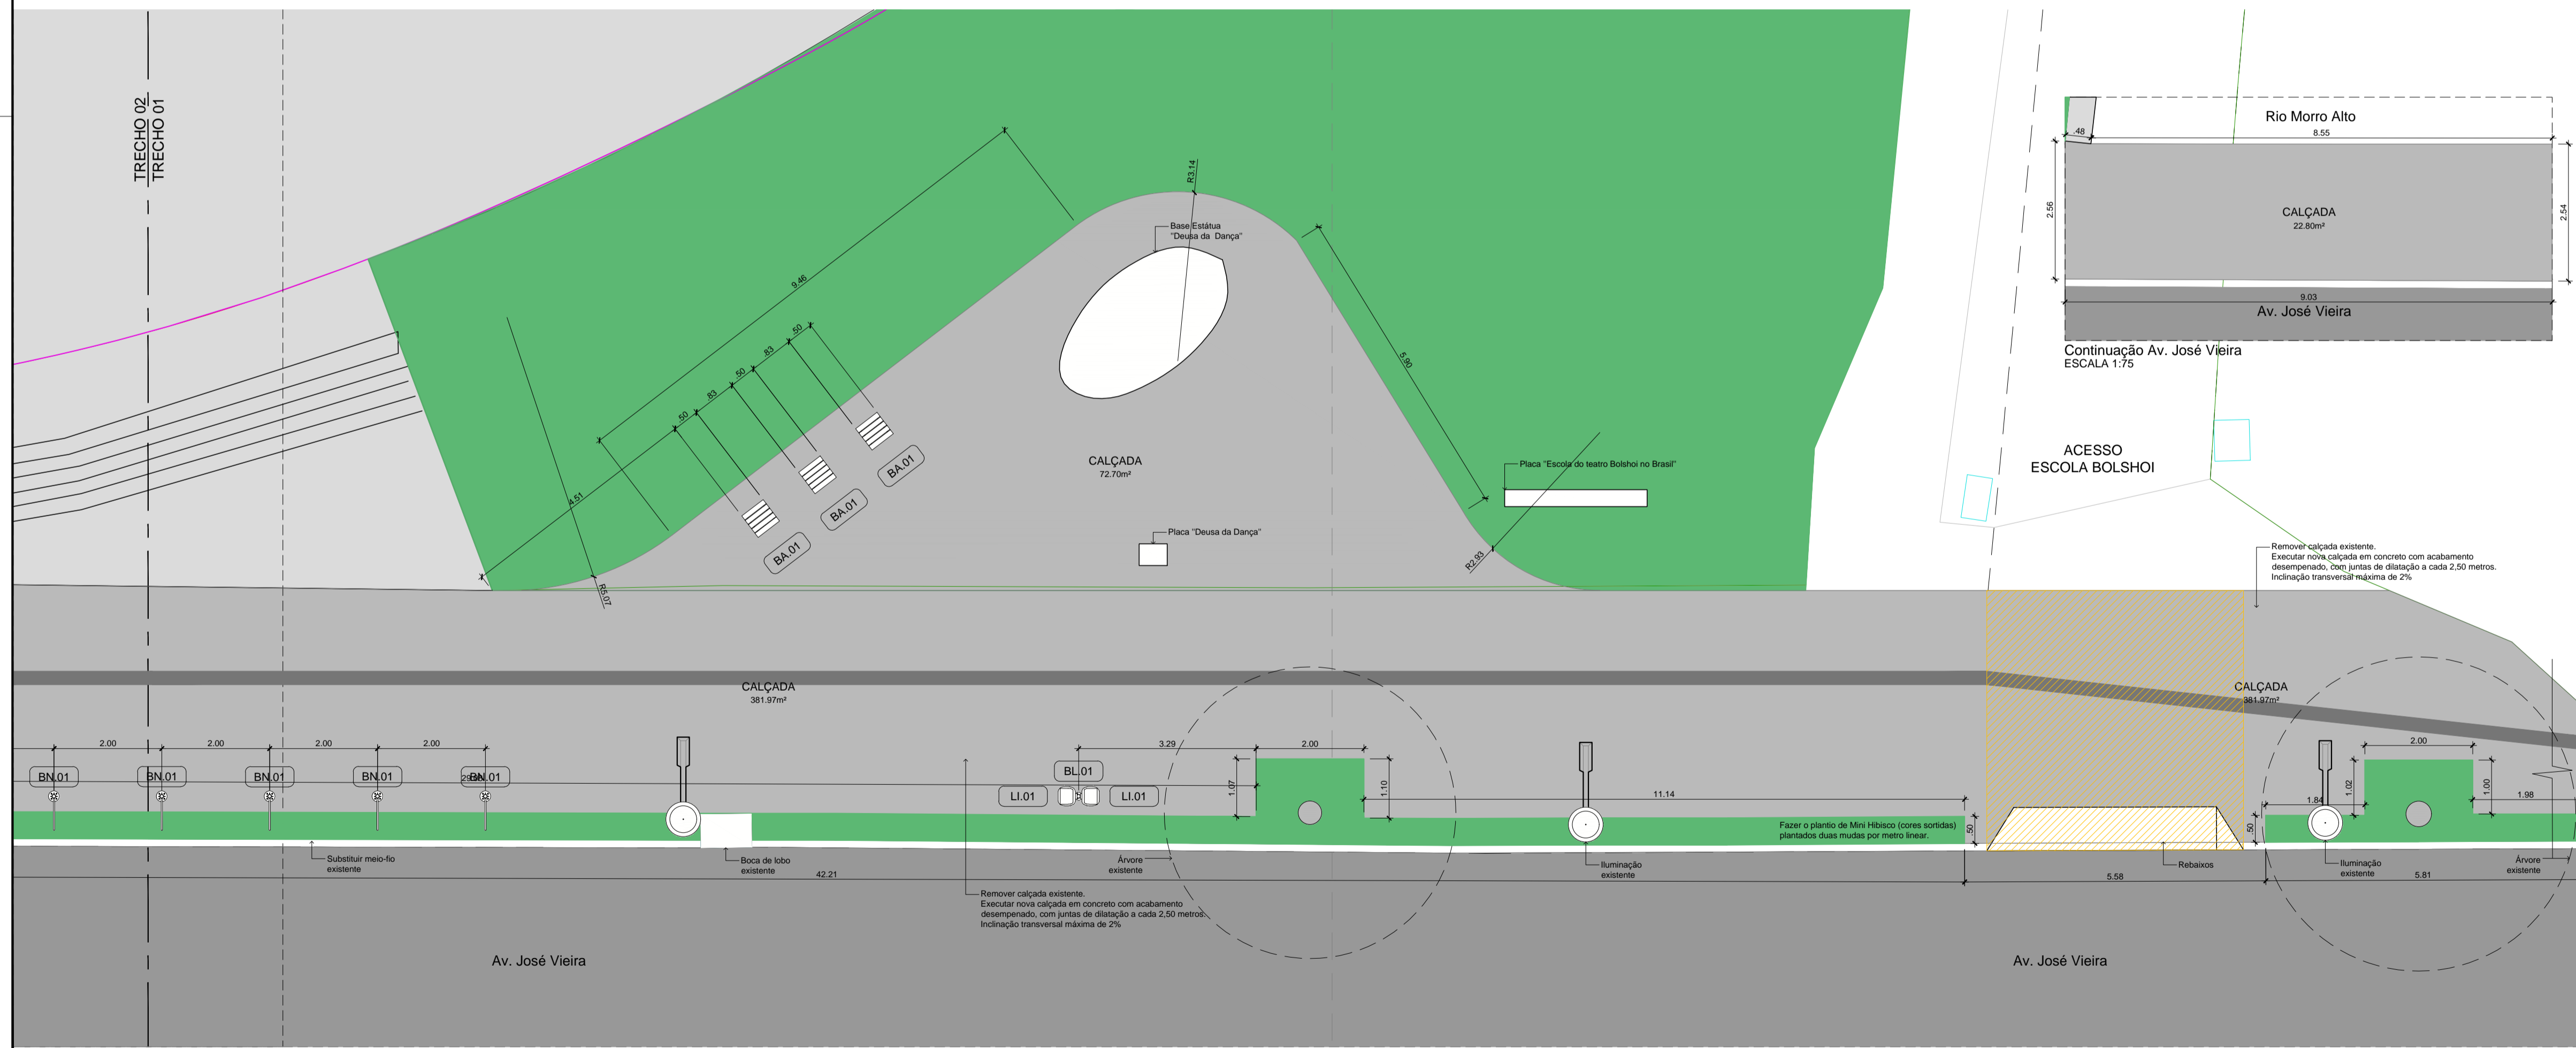 TRECHO 02
TRECHO 01
R3.14
Base Estátua
"Deusa da Dança"
9.46
.50
.83
.50
.83
.50
4.51
BA.01
BA.01
BA.01
R5.07
5.90
CALÇADA
72.70m²
Placa "Escola do teatro Bolshoi no Brasil"
Placa "Deusa da Dança"
R2.93
Rio Morro Alto
.48
8.55
2.56
CALÇADA
22.80m²
2.54
9.03
Av. José Vieira
Continuação Av. José Vieira
ESCALA 1:75
ACESSO
ESCOLA BOLSHOI
Remover calçada existente.
Executar nova calçada em concreto com acabamento
desempenado, com juntas de dilatação a cada 2,50 metros.
Inclinação transversal máxima de 2%
CALÇADA
381.97m²
CALÇADA
381.97m²
2.00
2.00
2.00
2.00
BN.01
BN.01
BN.01
BN.01
BN.01
3.29
2.00
BL.01
LI.01
LI.01
1.07
1.10
11.14
Fazer o plantio de Mini Hibisco (cores sortidas)
plantados duas mudas por metro linear.
.50
.50
1.84
2.00
1.02
1.00
1.98
Substituir meio-fio
existente
Boca de lobo
existente
Árvore
existente
Iluminação
existente
Rebaixos
Iluminação
existente
Árvore
existente
42.21
5.58
5.81
Remover calçada existente.
Executar nova calçada em concreto com acabamento
desempenado, com juntas de dilatação a cada 2,50 metros.
Inclinação transversal máxima de 2%
Av. José Vieira
Av. José Vieira